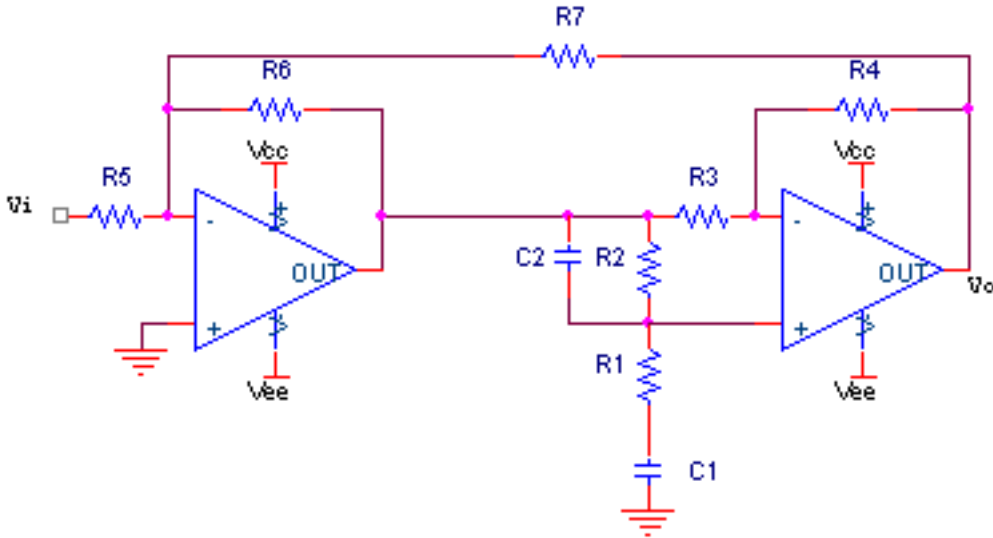 R7
R6
R4
Vcc
Vcc
R5
R3
Vi
-
-
C2
R2
OUT
OUT
Vo
+
+
R1
Vee
Vee
C1